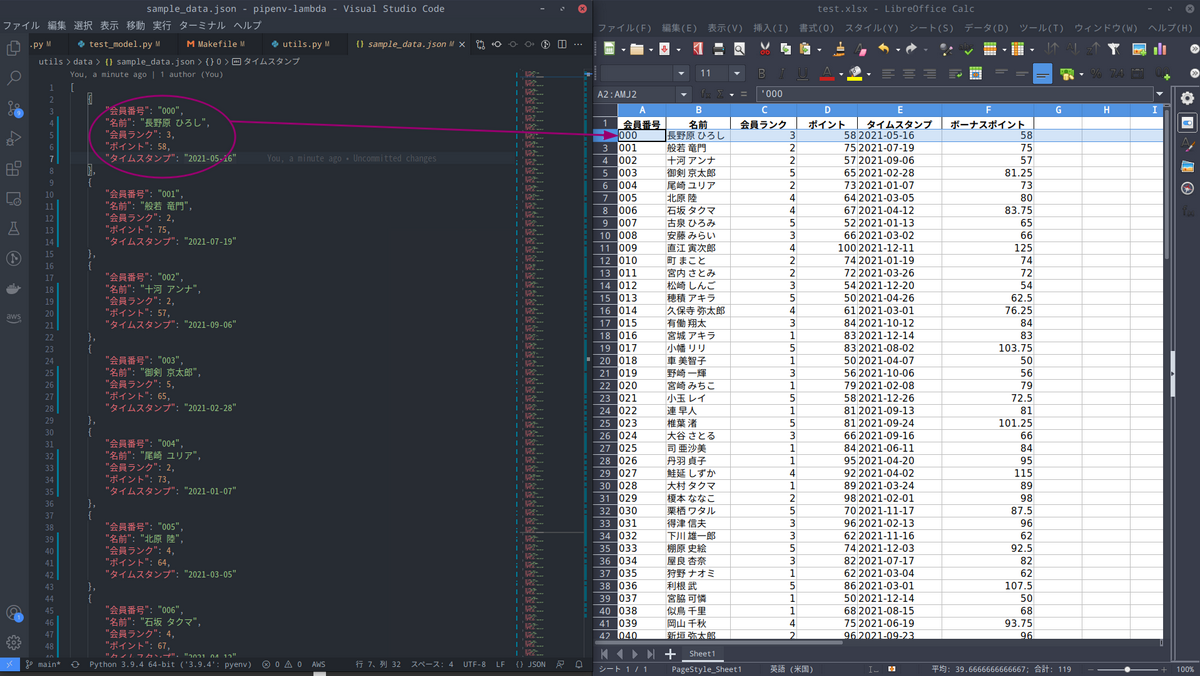 sample_data.json - pipenv-lambda - Visual Studio Code
ファイル 編集 選択 表示 移動 実行 ターミナル ヘルプ
.py M test_model.py M Makefile M utils.py M {} sample_data.json M
utils > data > {} sample_data.json > {} 0 > タイムスタンプ
You, a minute ago | 1 author (You)
1 [
2 {
3 "会員番号": "000",
4 "名前": "長野原 ひろし",
5 "会員ランク": 3,
6 "ポイント": 58,
7 "タイムスタンプ": "2021-05-16" You, a minute ago • Uncommitted changes
8 },
9 {
10 "会員番号": "001",
11 "名前": "般若 竜門",
12 "会員ランク": 2,
13 "ポイント": 75,
14 "タイムスタンプ": "2021-07-19"
15 },
16 {
17 "会員番号": "002",
18 "名前": "十河 アンナ",
19 "会員ランク": 2,
20 "ポイント": 57,
21 "タイムスタンプ": "2021-09-06"
22 },
23 {
24 "会員番号": "003",
25 "名前": "御剣 京太郎",
26 "会員ランク": 5,
27 "ポイント": 65,
28 "タイムスタンプ": "2021-02-28"
29 },
30 {
31 "会員番号": "004",
32 "名前": "尾崎 ユリア",
33 "会員ランク": 2,
34 "ポイント": 73,
35 "タイムスタンプ": "2021-01-07"
36 },
37 {
38 "会員番号": "005",
39 "名前": "北原 陸",
40 "会員ランク": 4,
41 "ポイント": 64,
42 "タイムスタンプ": "2021-03-05"
43 },
44 {
45 "会員番号": "006",
46 "名前": "石坂 タクマ",
47 "会員ランク": 4,
48 "ポイント": 67,
"タイムスタンプ": "2021-04-12"
aws
main* Python 3.9.4 64-bit ('3.9.4': pyenv) 0 0 AWS 行 7、列 32 スペース: 4 UTF-8 LF {} JSON
test.xlsx - LibreOffice Calc
ファイル(F) 編集(E) 表示(V) 挿入(I) 書式(O) スタイル(Y) シート(S) データ(D) ツール(T) ウィンドウ(W) ヘルプ(H)
11
A2:AMJ2 '000
A B C D E F G H I
1 会員番号 名前 会員ランク ポイント タイムスタンプ ボーナスポイント
000 長野原 ひろし 3 58 2021-05-16 58
3 001 般若 竜門 2 75 2021-07-19 75
4 002 十河 アンナ 2 57 2021-09-06 57
5 003 御剣 京太郎 5 65 2021-02-28 81.25
6 004 尾崎 ユリア 2 73 2021-01-07 73
7 005 北原 陸 4 64 2021-03-05 80
8 006 石坂 タクマ 4 67 2021-04-12 83.75
9 007 古泉 ひろみ 5 52 2021-01-13 65
10 008 安藤 みらい 3 66 2021-03-02 66
11 009 直江 寅次郎 4 100 2021-12-11 125
12 010 町 まこと 2 74 2021-01-19 74
13 011 宮内 さとみ 2 72 2021-03-26 72
14 012 松崎 しんご 3 54 2021-12-20 54
15 013 穂積 アキラ 5 50 2021-04-26 62.5
16 014 久保寺 弥太郎 4 61 2021-03-01 76.25
17 015 有働 翔太 3 84 2021-10-12 84
18 016 宮城 アキラ 1 83 2021-12-14 83
19 017 小幡 リリ 5 83 2021-08-02 103.75
20 018 車 美智子 1 50 2021-04-07 50
21 019 野崎 一輝 3 56 2021-10-06 56
22 020 宮崎 みちこ 1 79 2021-02-08 79
23 021 小玉 レイ 5 58 2021-12-26 72.5
24 022 連 早人 1 81 2021-09-13 81
25 023 椎葉 渚 5 81 2021-09-24 101.25
26 024 大谷 さとる 3 66 2021-09-16 66
27 025 司 亜沙美 1 84 2021-06-11 84
28 026 丹羽 貞子 1 95 2021-04-20 95
29 027 鮭延 しずか 4 92 2021-04-02 115
30 028 大村 タクマ 1 89 2021-03-24 89
31 029 榎本 ななこ 2 98 2021-02-01 98
32 030 栗栖 ワタル 5 70 2021-11-17 87.5
33 031 得津 信夫 3 96 2021-02-13 96
34 032 下川 雄一郎 3 62 2021-11-16 62
35 033 棚原 史絵 5 74 2021-12-03 92.5
36 034 屋良 杏奈 3 82 2021-07-17 82
37 035 狩野 ナオミ 1 62 2021-03-04 62
38 036 利根 武 5 86 2021-03-01 107.5
39 037 宮脇 可憐 1 50 2021-12-14 50
40 038 似鳥 千里 1 68 2021-08-15 68
41 039 岡山 千秋 4 75 2021-06-19 93.75
42 040 新垣 弥太郎 2 96 2021-09-23 96
Sheet1
シート 1 / 1 PageStyle_Sheet1 英語 (米国) 平均: 39.6666666666667; 合計: 119 100%